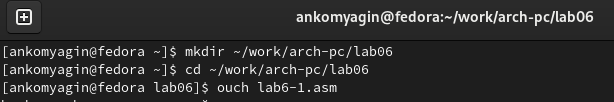 ankomyagin@fedora:~/work/arch-pc/lab06
[ankomyagin@fedora ~]$ mkdir ~/work/arch-pc/lab06
[ankomyagin@fedora ~]$ cd ~/work/arch-pc/lab06
[ankomyagin@fedora lab06]$ ouch lab6-1.asm